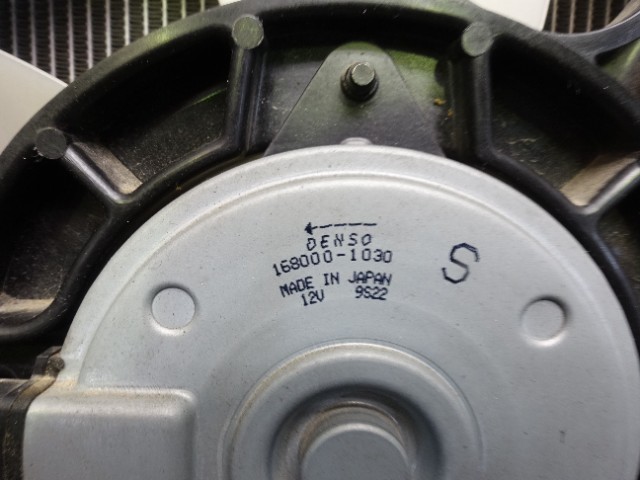 DENSO
168000-1030
S
MADE IN JAPAN
12V 9S22